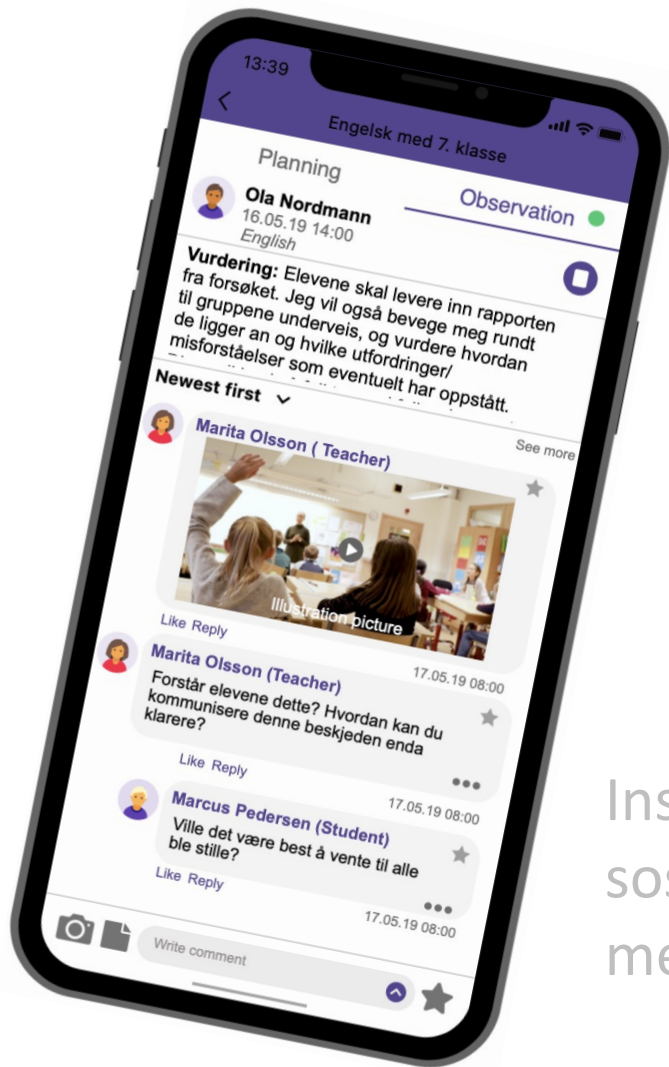 13:39
Engelsk med 7. klasse
Planning
Observation
Ola Nordmann
16.05.19 14:00
English
Vurdering: Elevene skal levere inn rapporten
fra forsøket. Jeg vil også bevege meg rundt
til gruppene underveis, og vurdere hvordan
de ligger an og hvilke utfordringer/
misforståelser som eventuelt har oppstått.
See more
Newest first
Marita Olsson ( Teacher)
Illustration picture
Like Reply
17.05.19 08:00
Marita Olsson (Teacher)
Forstår elevene dette? Hvordan kan du
kommunisere denne beskjeden enda
klarere?
Like Reply
17.05.19 08:00
Marcus Pedersen (Student)
Ville det være best å vente til alle
ble stille?
Like Reply
17.05.19 08:00
Write comment
Ins
sos
me